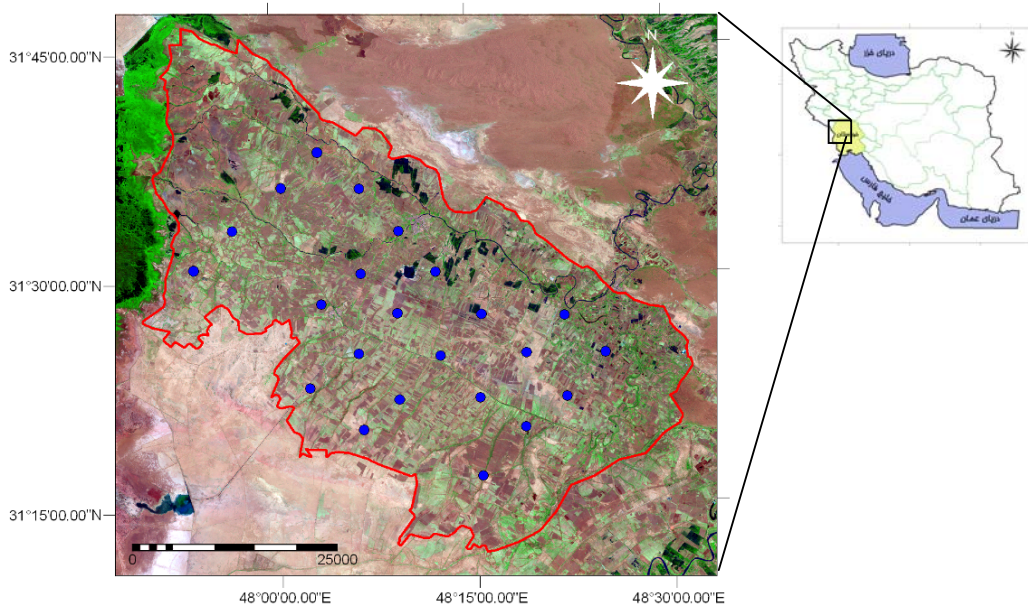 31°45'00.00"N
N
31°30'00.00"N
31°15'00.00"N
0 25000
48°00'00.00"E
48°15'00.00"E
48°30'00.00"E
دریای خزر
خوزستان
خلیج فارس
دریای عمان